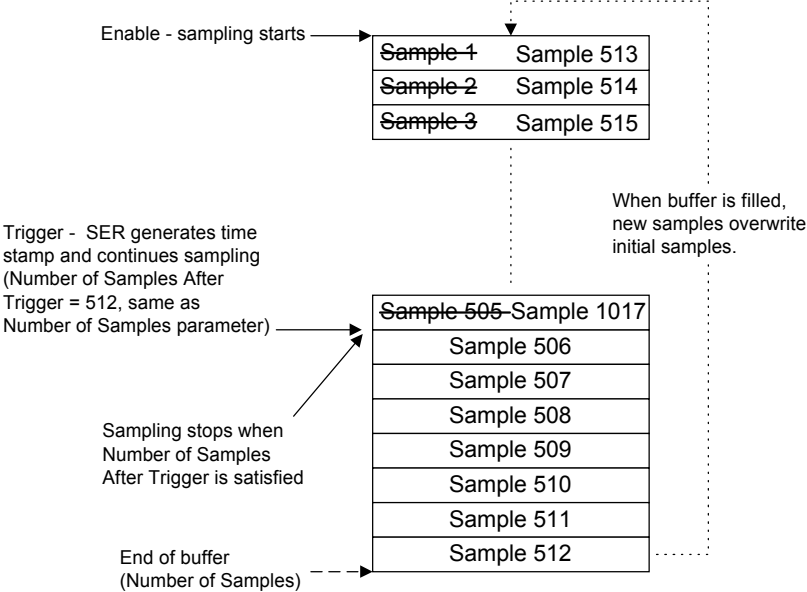 Enable - sampling starts
Sample 1 Sample 513
Sample 2 Sample 514
Sample 3 Sample 515
When buffer is filled,
new samples overwrite
initial samples.
Trigger - SER generates time
stamp and continues sampling
(Number of Samples After
Trigger = 512, same as
Number of Samples parameter)
Sample 505 Sample 1017
Sample 506
Sample 507
Sample 508
Sample 509
Sample 510
Sample 511
Sample 512
Sampling stops when
Number of Samples
After Trigger is satisfied
End of buffer
(Number of Samples)